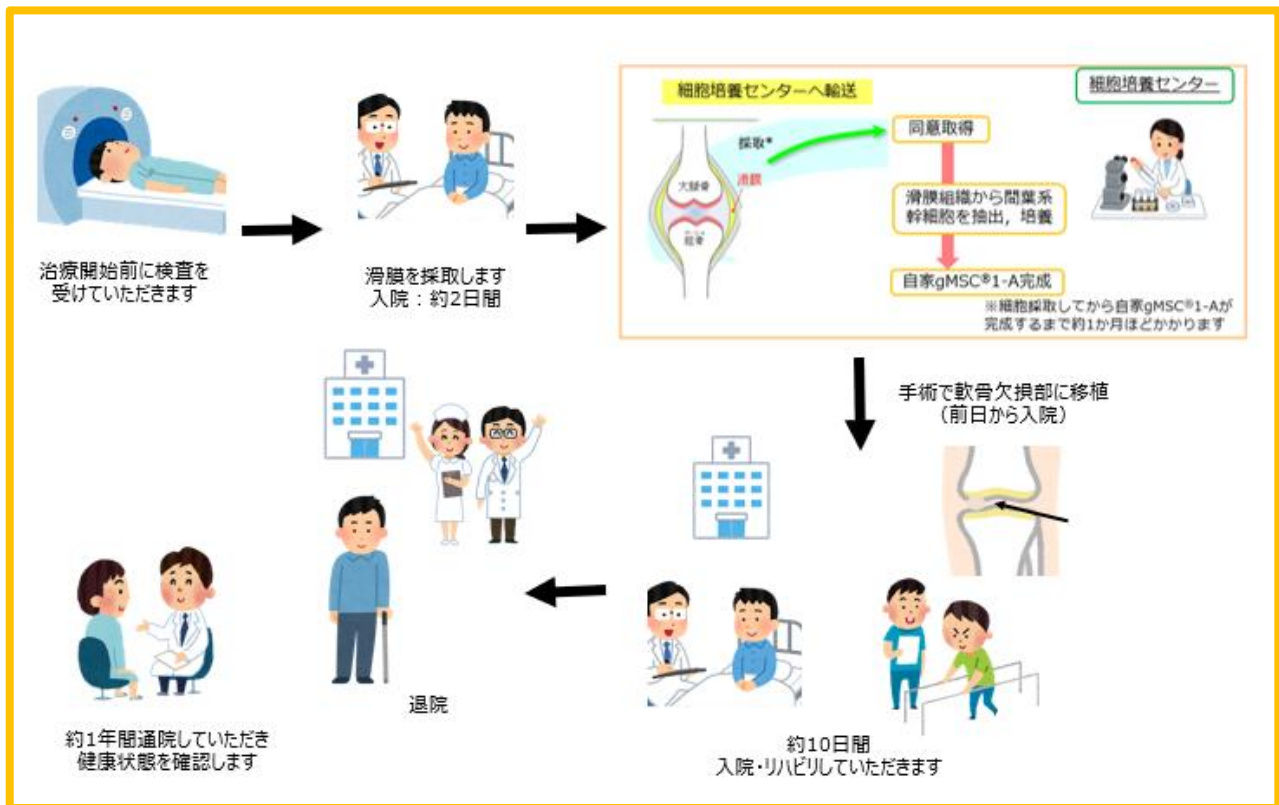 治療開始前に検査を
受けていただきます
滑膜を採取します
入院：約2日間
細胞培養センターへ輸送
細胞培養センター
採取*
滑膜
大腿骨
脛骨
同意取得
滑膜組織から間葉系
幹細胞を抽出，培養
自家gMSC®1-A完成
※細胞採取してから自家gMSC®1-Aが
完成するまで約1か月ほどかかります
手術で軟骨欠損部に移植
（前日から入院）
約10日間
入院・リハビリしていただきます
退院
約1年間通院していただき
健康状態を確認します